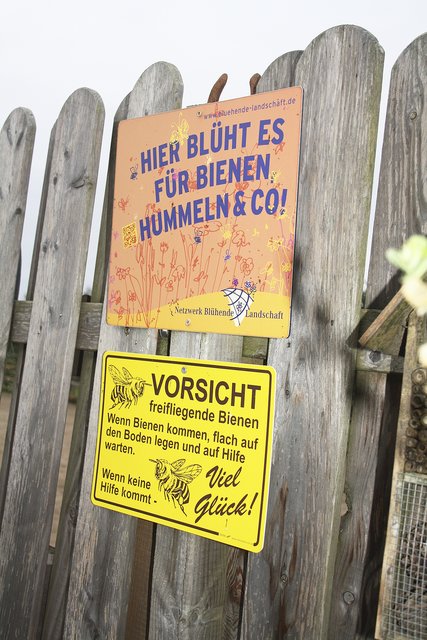 www.bluehende-landschaft.de
HIER BLÜHT ES
FÜR BIENEN
HUMMELN & CO!
Netzwerk Blühende Landschaft
VORSICHT
freifliegende Bienen
Wenn Bienen kommen, flach auf
den Boden legen und auf Hilfe
warten.
Wenn keine
Hilfe kommt -
Viel
Glück!